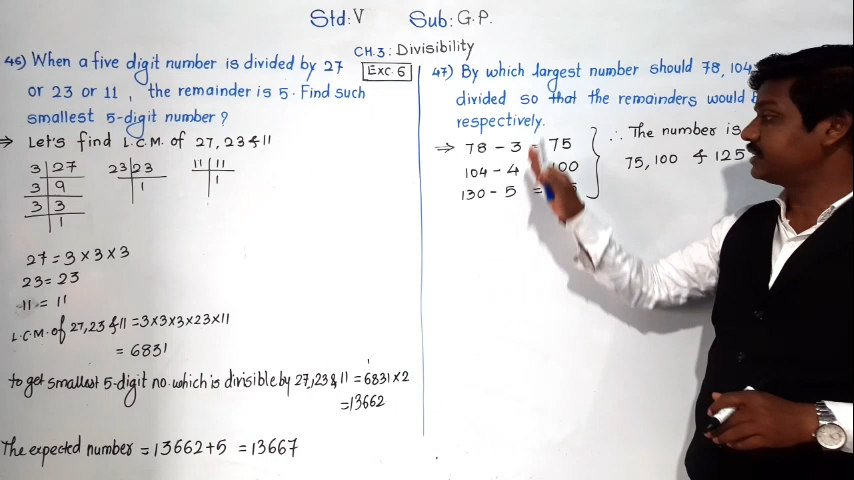 Std: V Sub: G.P.
CH.3: Divisibility
46) When a five digit number is divided by 27
or 23 or 11, the remainder is 5. Find such
smallest 5-digit number?
⇒ Let's find L.C.M. of 27, 23 & 11
3 | 27
3 | 9
3 | 3
1
23 | 23
1
11 | 11
1
27 = 3 × 3 × 3
23 = 23
11 = 11
L.C.M. of 27, 23 & 11 = 3×3×3×23×11
= 6831
to get smallest 5-digit no. which is divisible by 27, 23 & 11 = 6831×2
= 13662
The expected number = 13662+5 = 13667
Exc. 6
47) By which largest number should 78, 104
divided so that the remainders would
respectively.
⇒ 78 - 3 = 75
104 - 4 100
130 - 5 =
∴ The number is
75, 100 & 125